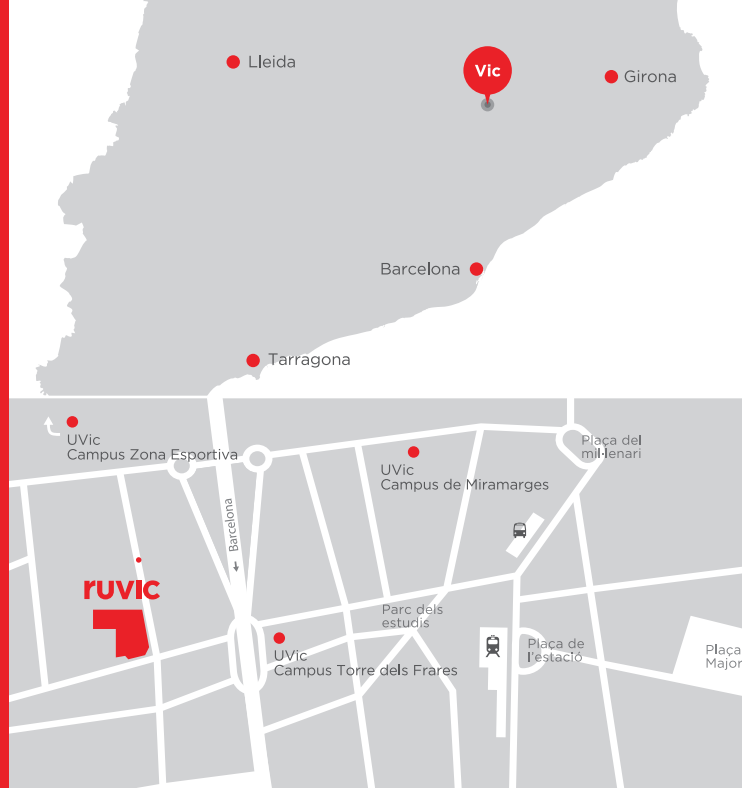 Lleida
Vic
Girona
Barcelona
Tarragona
UVic
Campus Zona Esportiva
Plaça del
mil·lenari
UVic
Campus de Miramarges
Barcelona
ruvic
Parc dels
estudis
UVic
Campus Torre dels Frares
Plaça de
l'estació
Plaça
Major